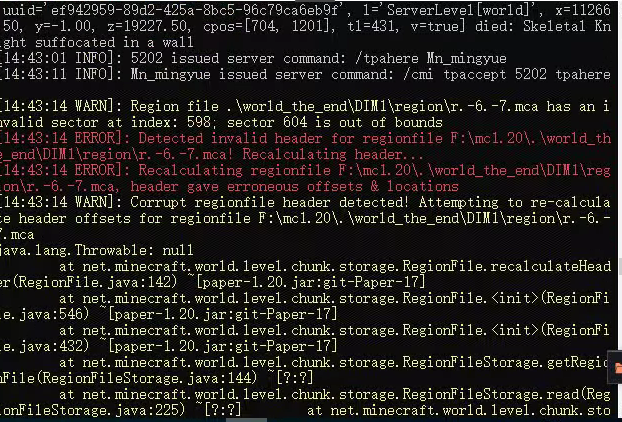 uuid='ef942959-89d2-425a-8bc5-96c79ca6eb9f', l='ServerLevel[world]', x=11266
50, y=-1.00, z=19227.50, cpos=[704, 1201], tl=431, v=true] died: Skeletal Kn
ght suffocated in a wall
[14:43:01 INFO]: 5202 issued server command: /tpahere Mn_mingyue
[14:43:11 INFO]: Mn_mingyue issued server command: /cmi tpaccept 5202 tpahere
[14:43:14 WARN]: Region file .\world_the_end\DIM1\region\r.-6.-7.mca has an i
nvalid sector at index: 598; sector 604 is out of bounds
[14:43:14 ERROR]: Detected invalid header for regionfile F:\mc1.20\.\world_th
e_end\DIM1\region\r.-6.-7.mca! Recalculating header...
[14:43:14 ERROR]: Recalculating regionfile F:\mc1.20\.\world_the_end\DIM1\reg
ion\r.-6.-7.mca, header gave erroneous offsets & locations
[14:43:14 WARN]: Corrupt regionfile header detected! Attempting to re-calcula
te header offsets for regionfile F:\mc1.20\.\world_the_end\DIM1\region\r.-6.-
7.mca
java.lang.Throwable: null
at net.minecraft.world.level.chunk.storage.RegionFile.recalculateHead
er(RegionFile.java:142) ~[paper-1.20.jar:git-Paper-17]
at net.minecraft.world.level.chunk.storage.RegionFile.<init>(RegionFi
le.java:546) ~[paper-1.20.jar:git-Paper-17]
at net.minecraft.world.level.chunk.storage.RegionFile.<init>(RegionFi
le.java:432) ~[paper-1.20.jar:git-Paper-17]
at net.minecraft.world.level.chunk.storage.RegionFileStorage.getRegio
nFile(RegionFileStorage.java:144) ~[?:?]
at net.minecraft.world.level.chunk.storage.RegionFileStorage.read(Reg
ionFileStorage.java:225) ~[?:?] at net.minecraft.world.level.chunk.sto